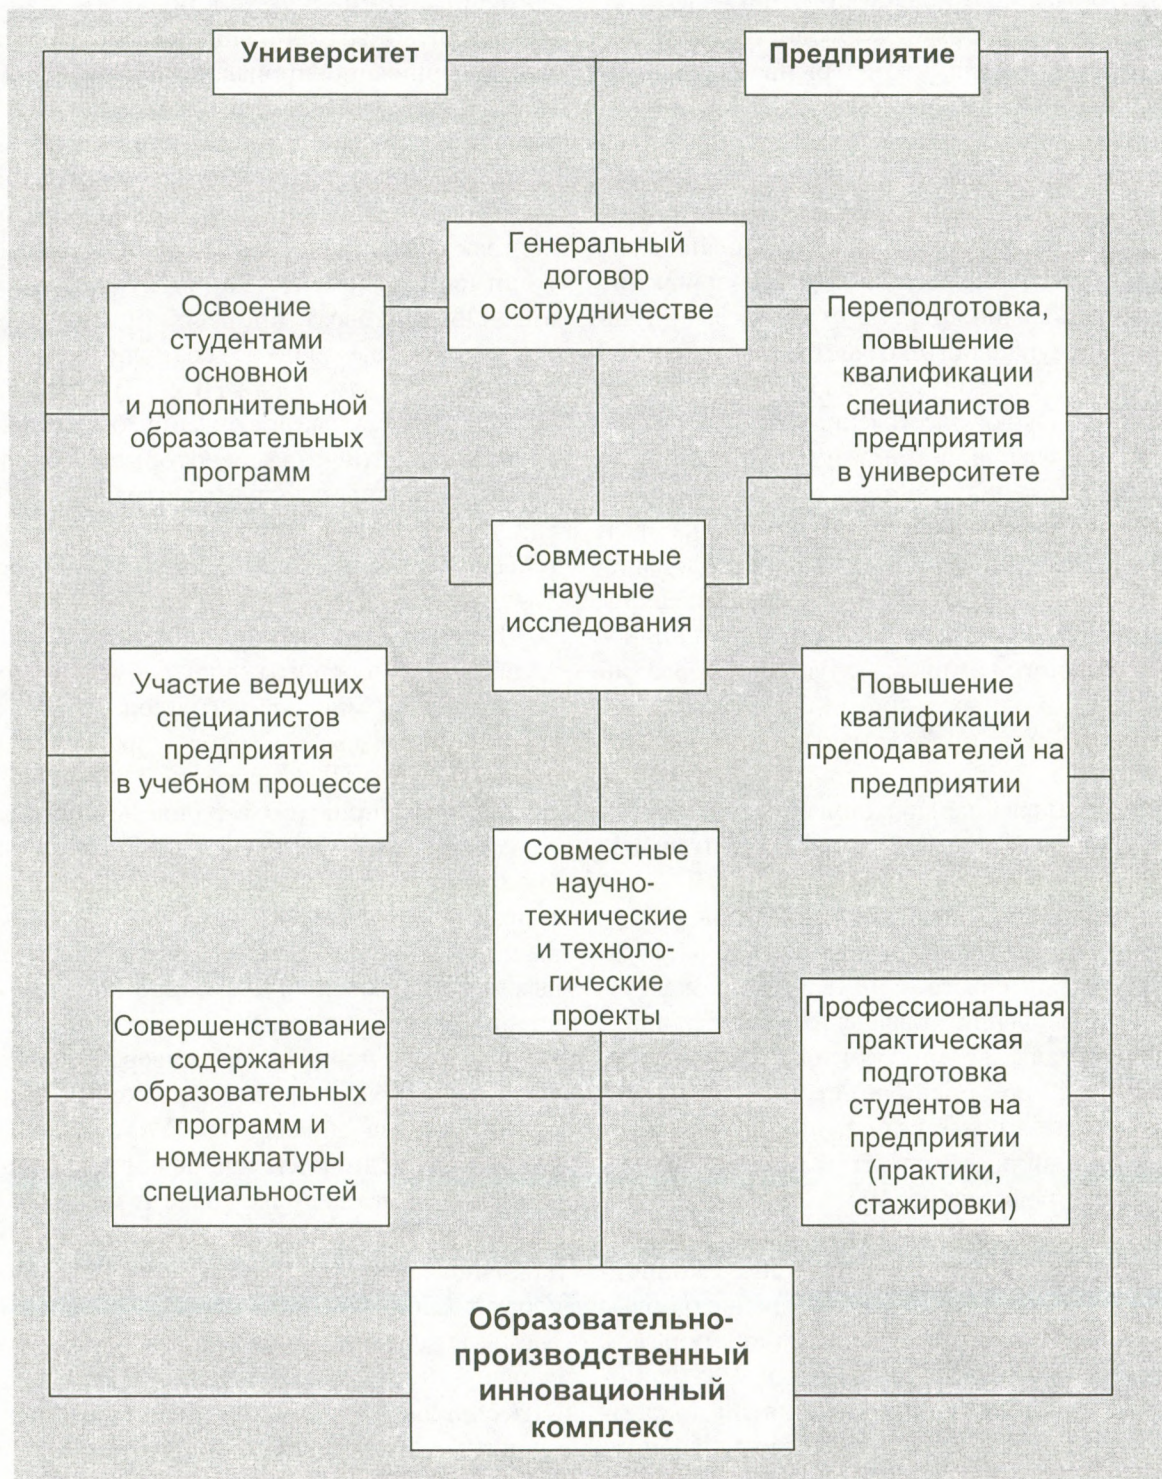 Университет
Предприятие
Генеральный
договор
о сотрудничестве
Освоение
студентами
основной
и дополнительной
образовательных
программ
Переподготовка,
повышение
квалификации
специалистов
предприятия
в университете
Совместные
научные
исследования
Участие ведущих
специалистов
предприятия
в учебном процессе
Повышение
квалификации
преподавателей на
предприятии
Совместные
научно-
технические
и техноло-
гические
проекты
Совершенствование
содержания
образовательных
программ и
номенклатуры
специальностей
Профессиональная
практическая
подготовка
студентов на
предприятии
(практики,
стажировки)
Образовательно-
производственный
инновационный
комплекс